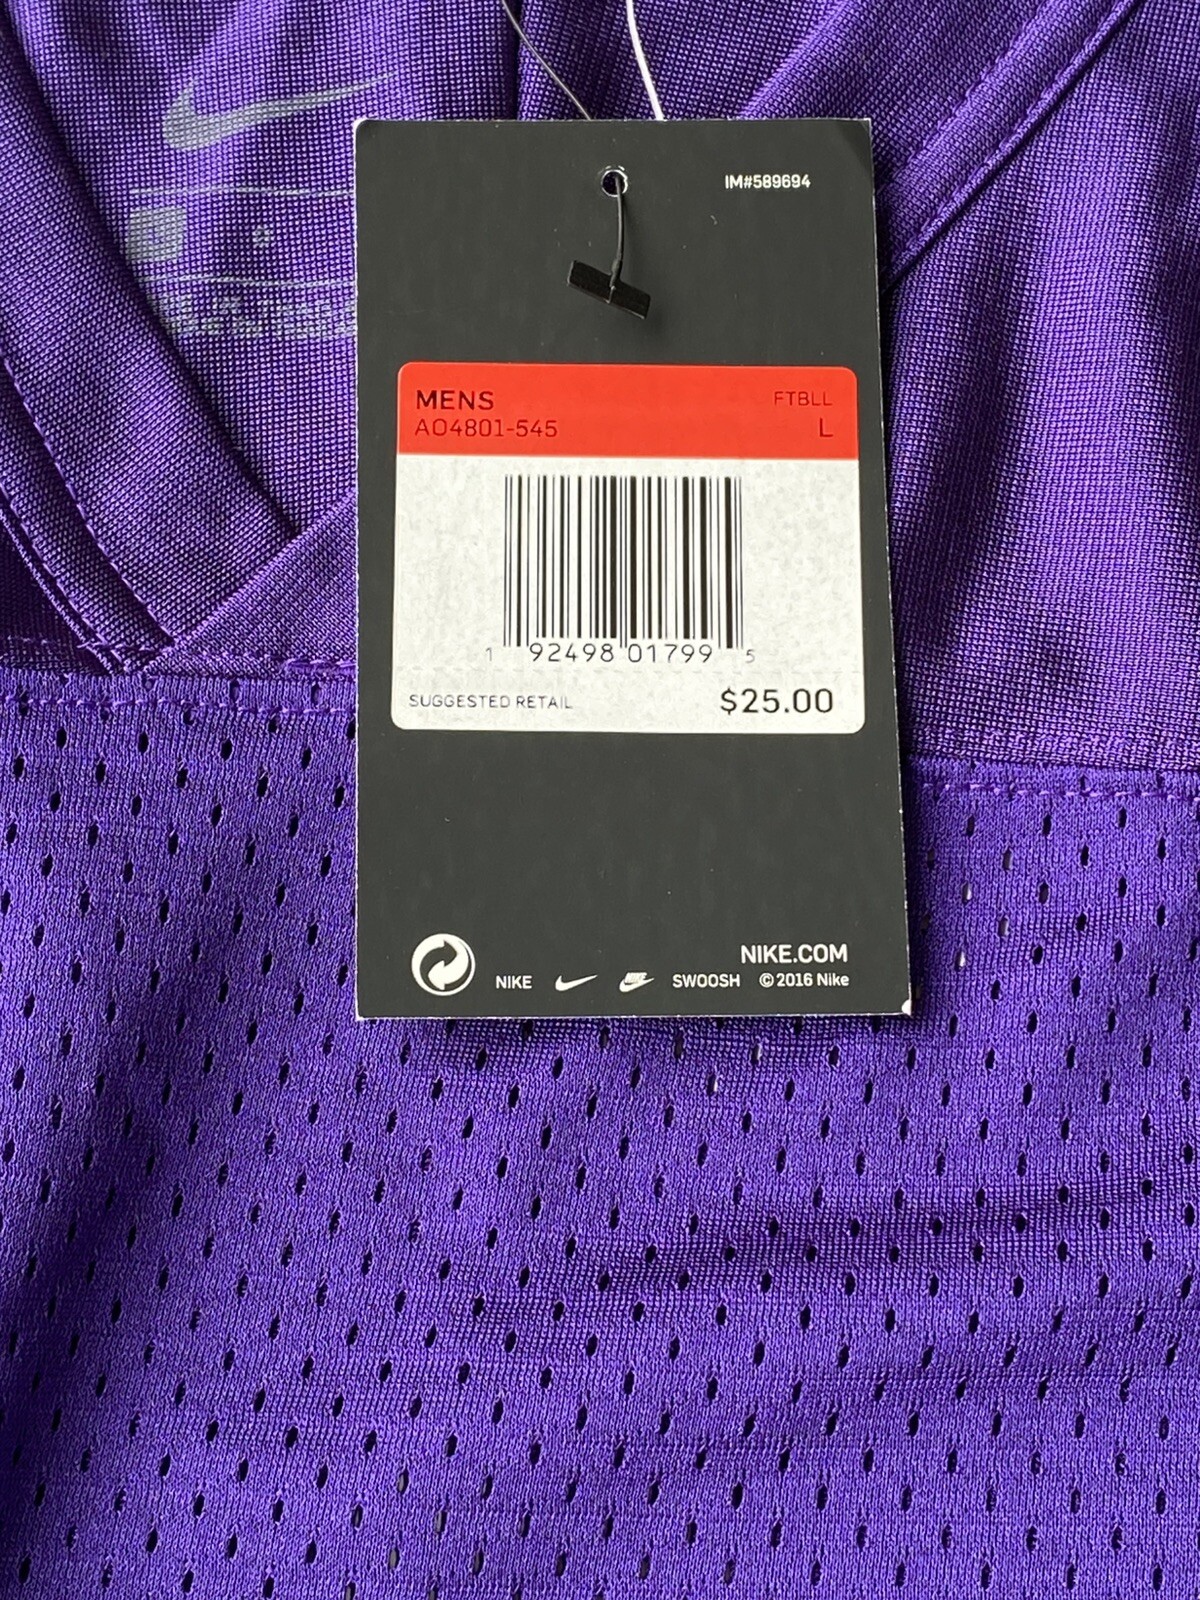 IM#589694
MENS FTBLL
AO4801-545 L
1 92498 01799 5
SUGGESTED RETAIL $25.00
NIKE.COM
NIKE NIKE SWOOSH © 2016 Nike